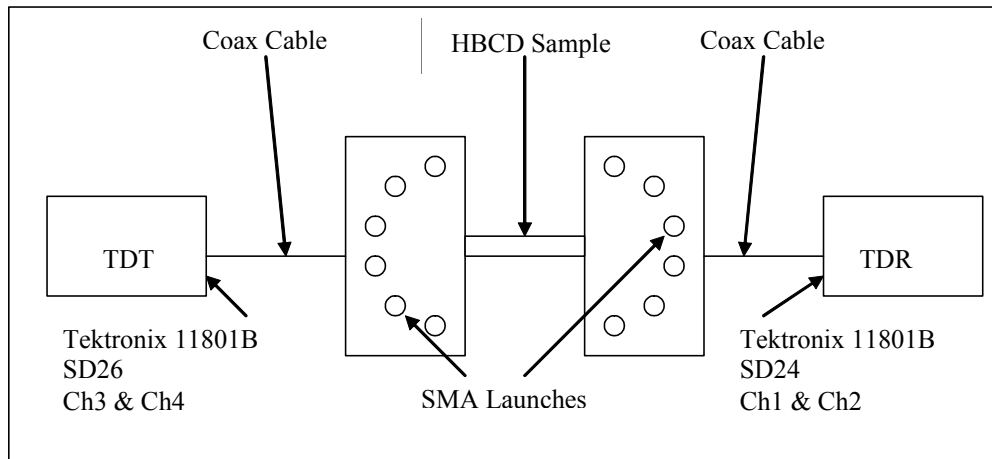 Coax Cable
HBCD Sample
Coax Cable
TDT
TDR
Tektronix 11801B
SD26
Ch3 & Ch4
SMA Launches
Tektronix 11801B
SD24
Ch1 & Ch2